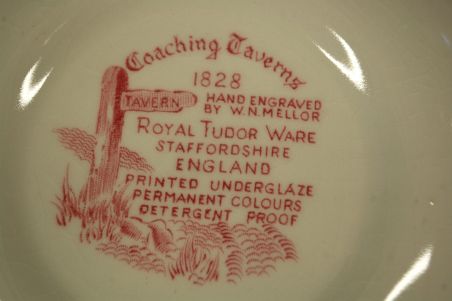 Coaching Taverns
1828
TAVERN
HAND ENGRAVED
BY W.N. MELLOR
ROYAL TUDOR WARE
STAFFORDSHIRE
ENGLAND
PRINTED UNDERGLAZE
PERMANENT COLOURS
DETERGENT PROOF